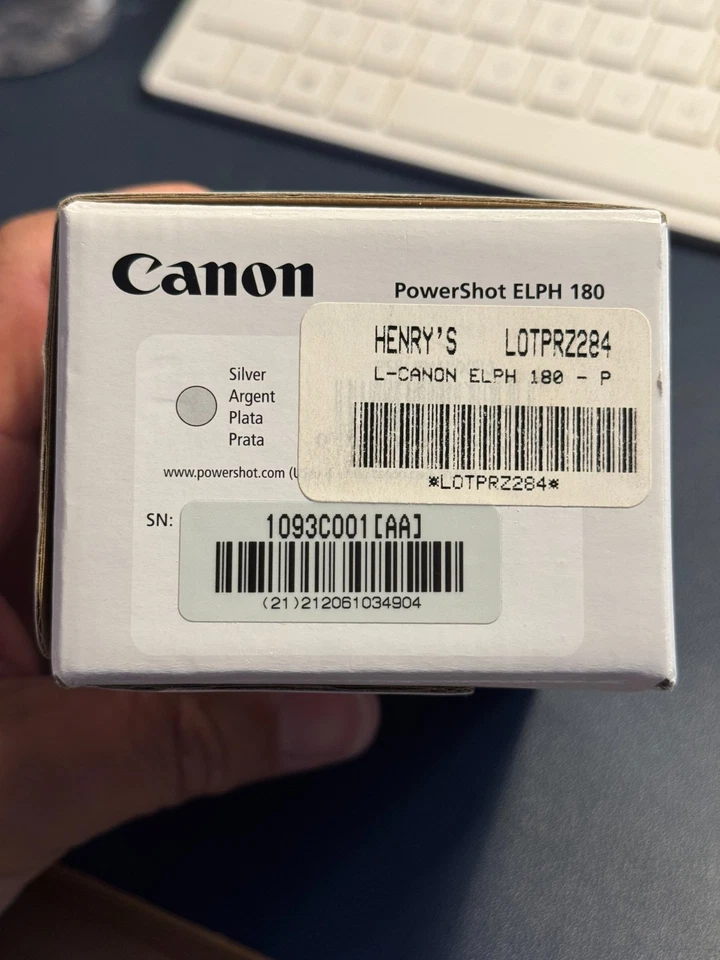 Canon
PowerShot ELPH 180
HENRY'S LOTPRZ284
L-CANON ELPH 180 - P
*LOTPRZ284*
Silver
Argent
Plata
Prata
www.powershot.com (U
SN:
1093C001[AA]
(21)212061034904